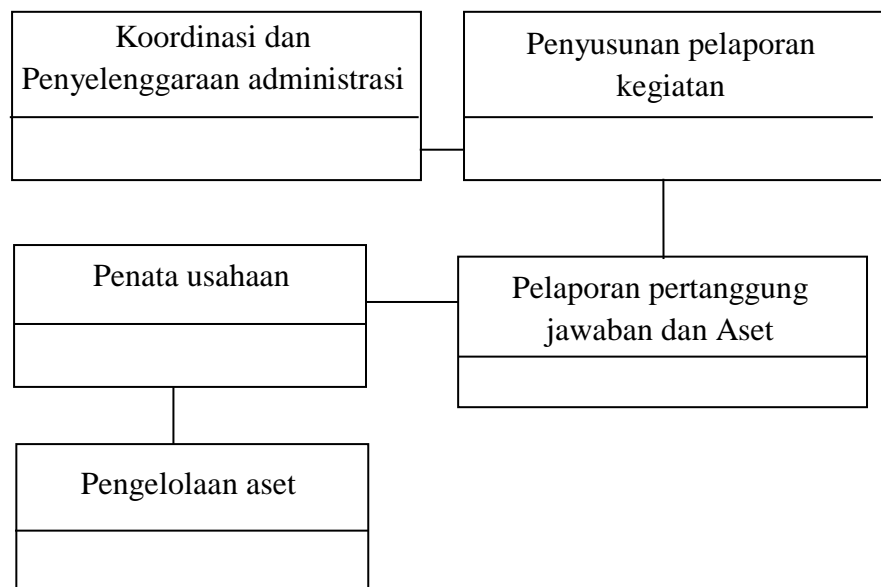 Koordinasi dan
Penyelenggaraan administrasi
Penyusunan pelaporan
kegiatan
Penata usahaan
Pelaporan pertanggung
jawaban dan Aset
Pengelolaan aset